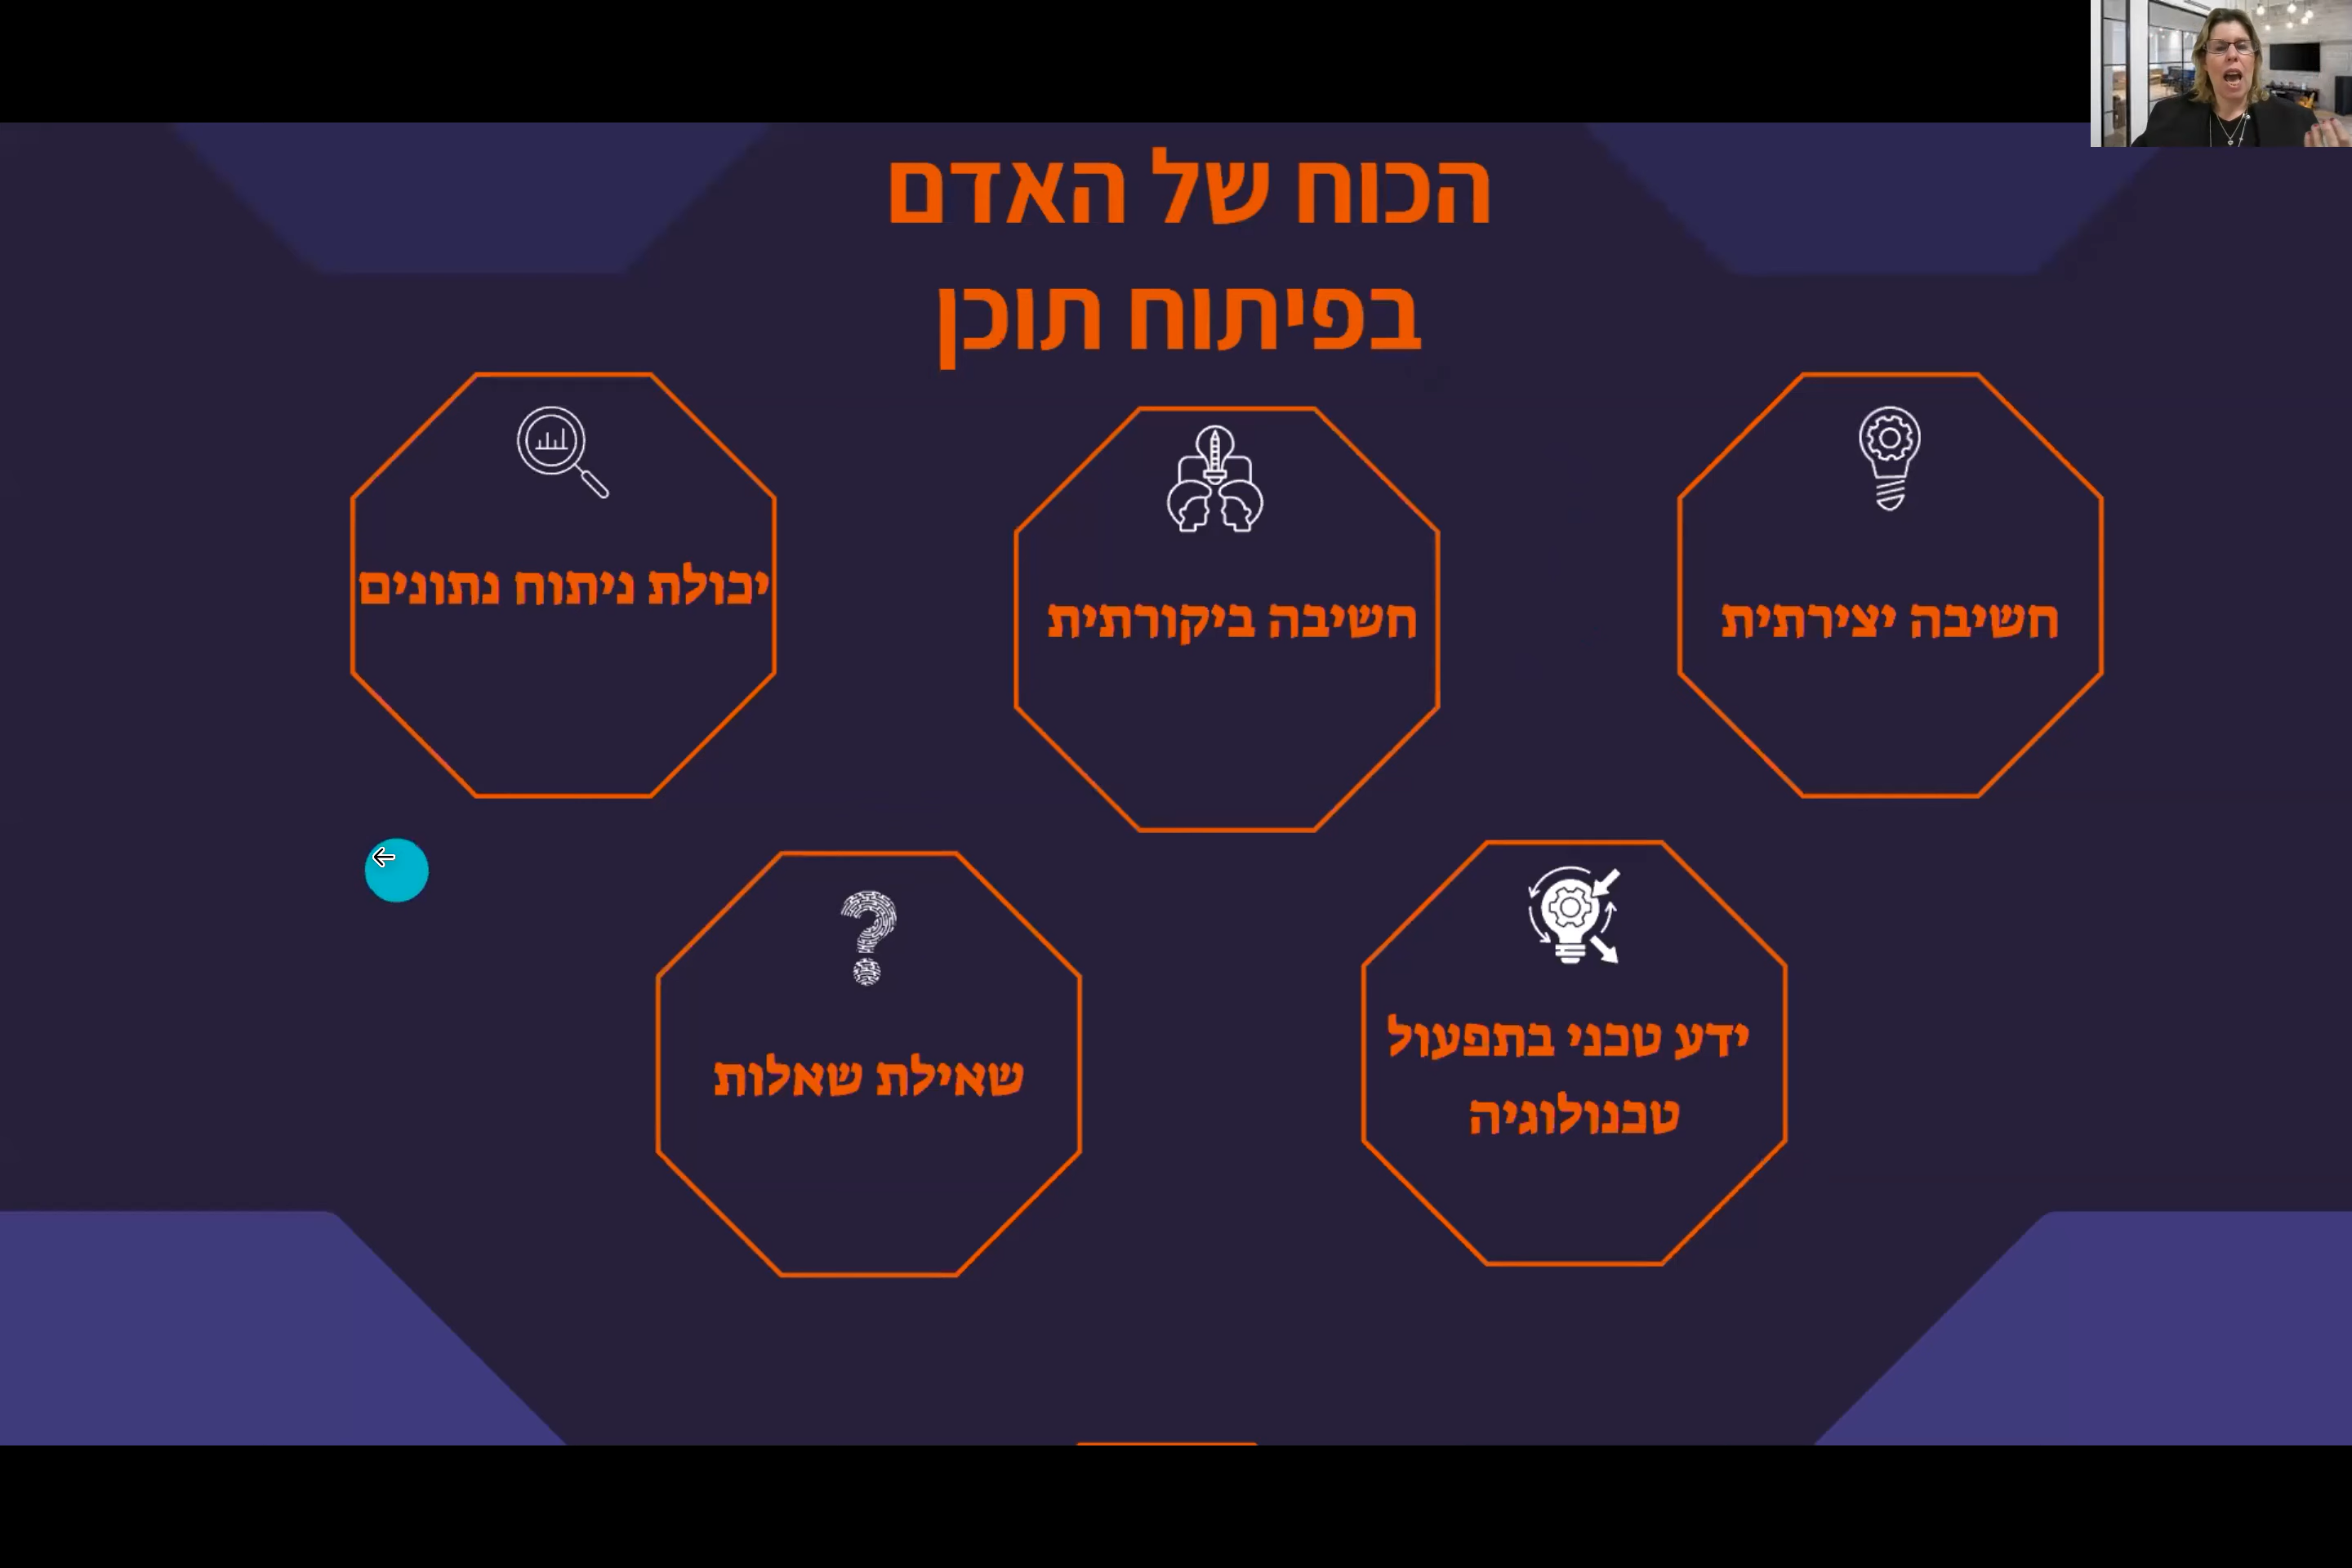 הכוח של האדם
בפיתוח תוכן
חשיבה יצירתית
חשיבה ביקורתית
יכולת ניתוח נתונים
ידע טכני בתפעול
טכנולוגיה
שאילת שאלות